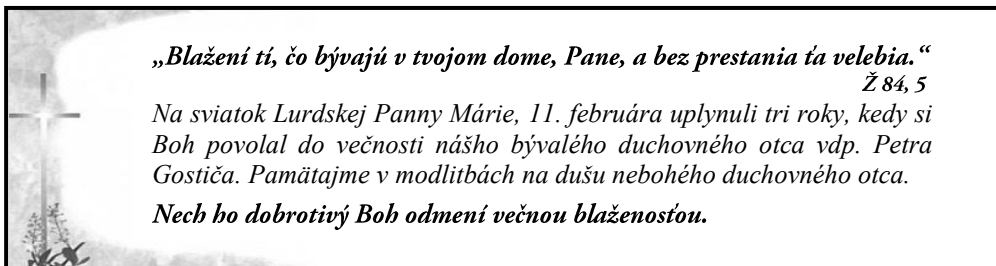 „Blažení tí, čo bývajú v tvojom dome, Pane, a bez prestania ťa velebia.“
Ž 84, 5
Na sviatok Lurdskej Panny Márie, 11. februára uplynuli tri roky, kedy si
Boh povolal do večnosti nášho bývalého duchovného otca vdp. Petra
Gostiča. Pamätajme v modlitbách na dušu nebohého duchovného otca.
Nech ho dobrotivý Boh odmení večnou blaženosťou.